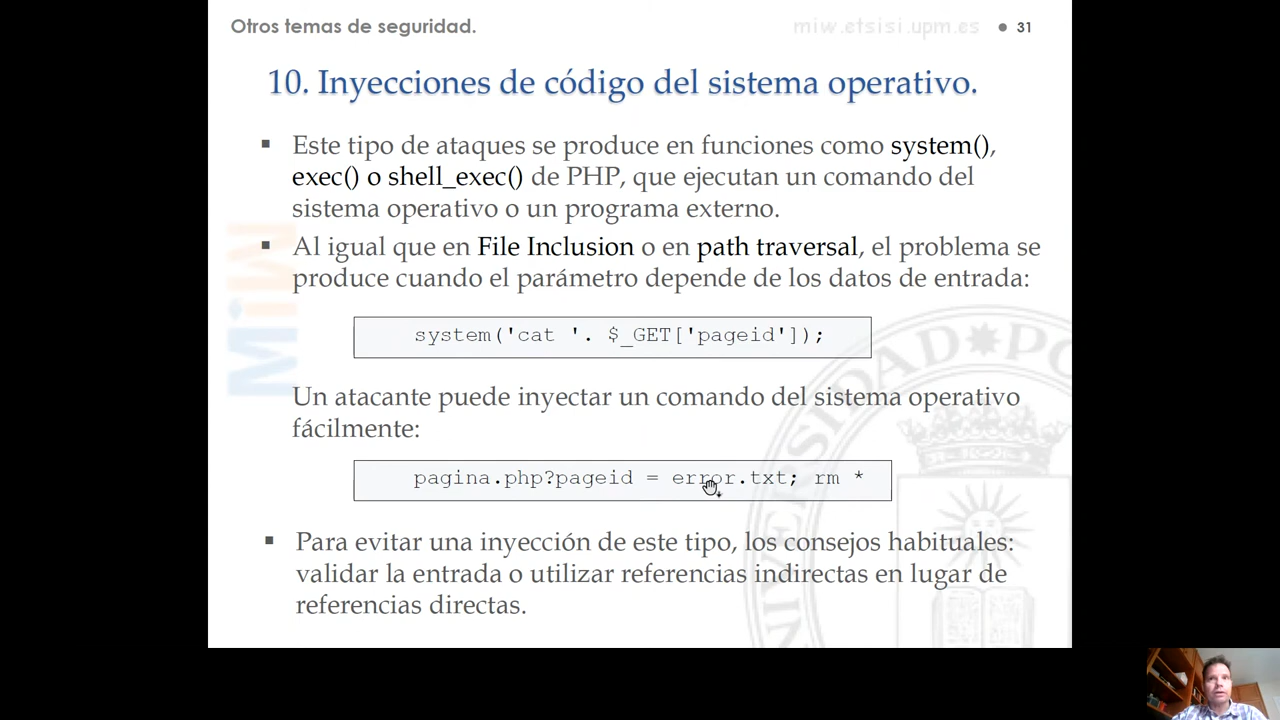 Otros temas de seguridad.
miw.etsisi.upm.es
31
10. Inyecciones de código del sistema operativo.
▪ Este tipo de ataques se produce en funciones como system(),
exec() o shell_exec() de PHP, que ejecutan un comando del
sistema operativo o un programa externo.
▪ Al igual que en File Inclusion o en path traversal, el problema se
produce cuando el parámetro depende de los datos de entrada:
system('cat '. $_GET['pageid']);
Un atacante puede inyectar un comando del sistema operativo
fácilmente:
pagina.php?pageid = error.txt; rm *
▪ Para evitar una inyección de este tipo, los consejos habituales:
validar la entrada o utilizar referencias indirectas en lugar de
referencias directas.
MiW